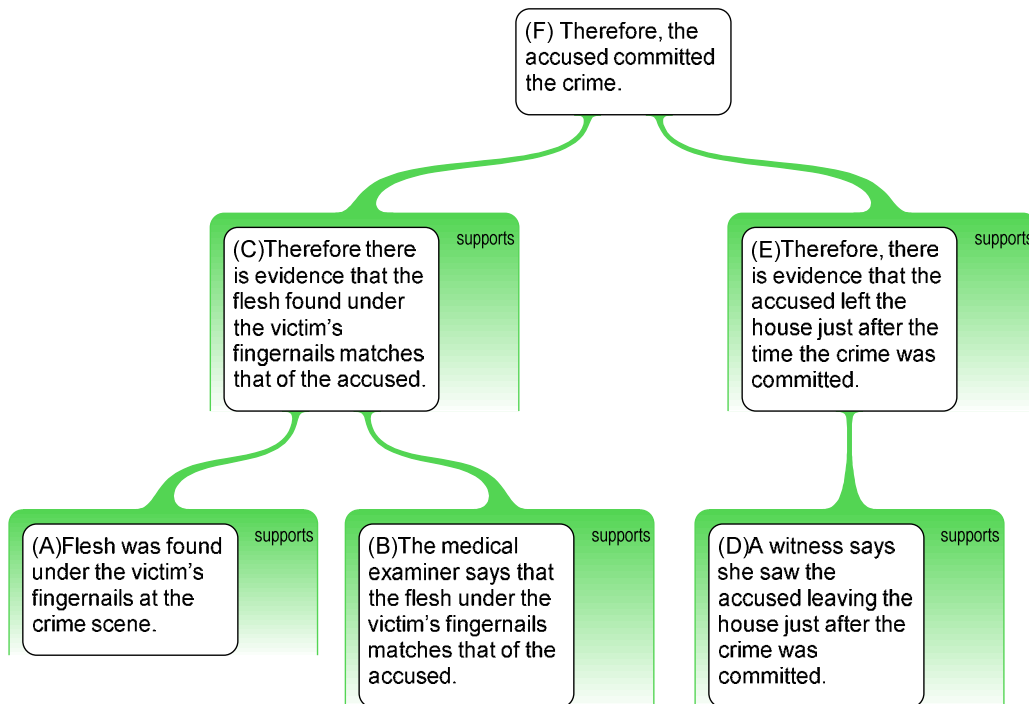 (F) Therefore, the
accused committed
the crime.
supports
(C)Therefore there
is evidence that the
flesh found under
the victim’s
fingernails matches
that of the accused.
supports
(E)Therefore, there
is evidence that the
accused left the
house just after the
time the crime was
committed.
supports
(A)Flesh was found
under the victim’s
fingernails at the
crime scene.
supports
(B)The medical
examiner says that
the flesh under the
victim’s fingernails
matches that of the
accused.
supports
(D)A witness says
she saw the
accused leaving the
house just after the
crime was
committed.